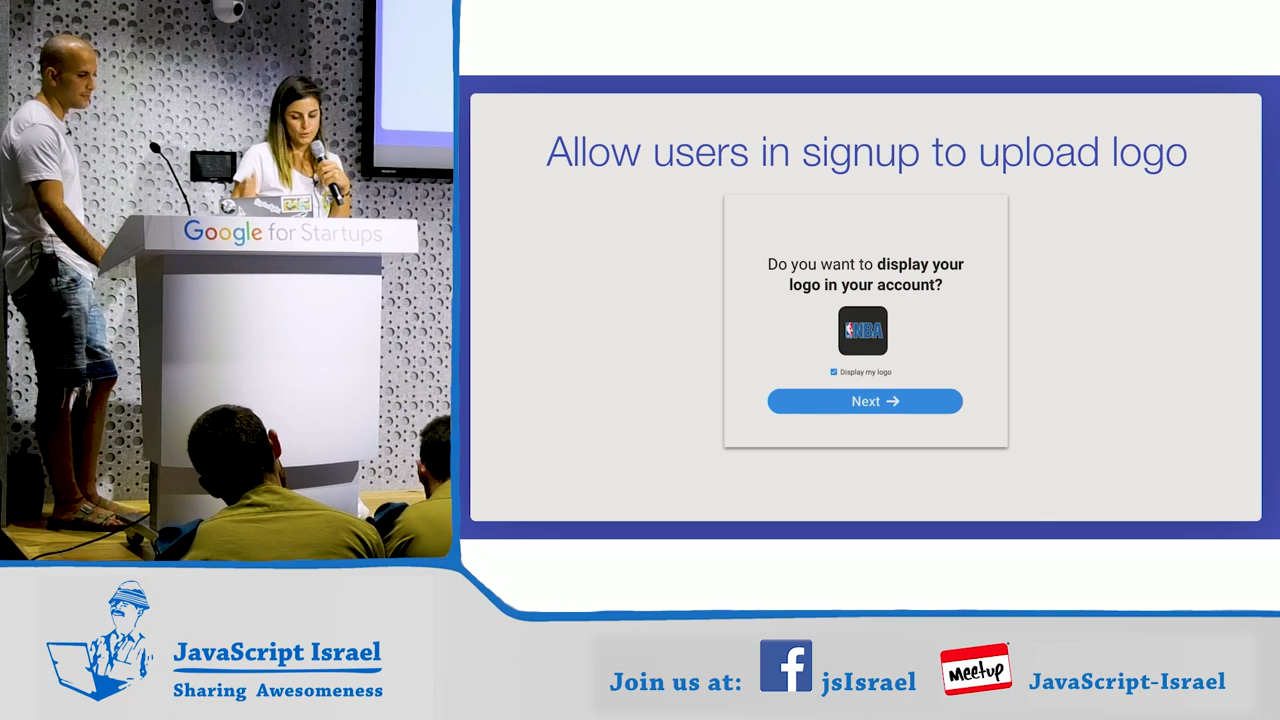 Google for Startups
Allow users in signup to upload logo
Do you want to display your
logo in your account?
NBA
Display my logo
Next →
JavaScript Israel
Sharing Awesomeness
Join us at:
f
jsIsrael
Meetup
JavaScript-Israel